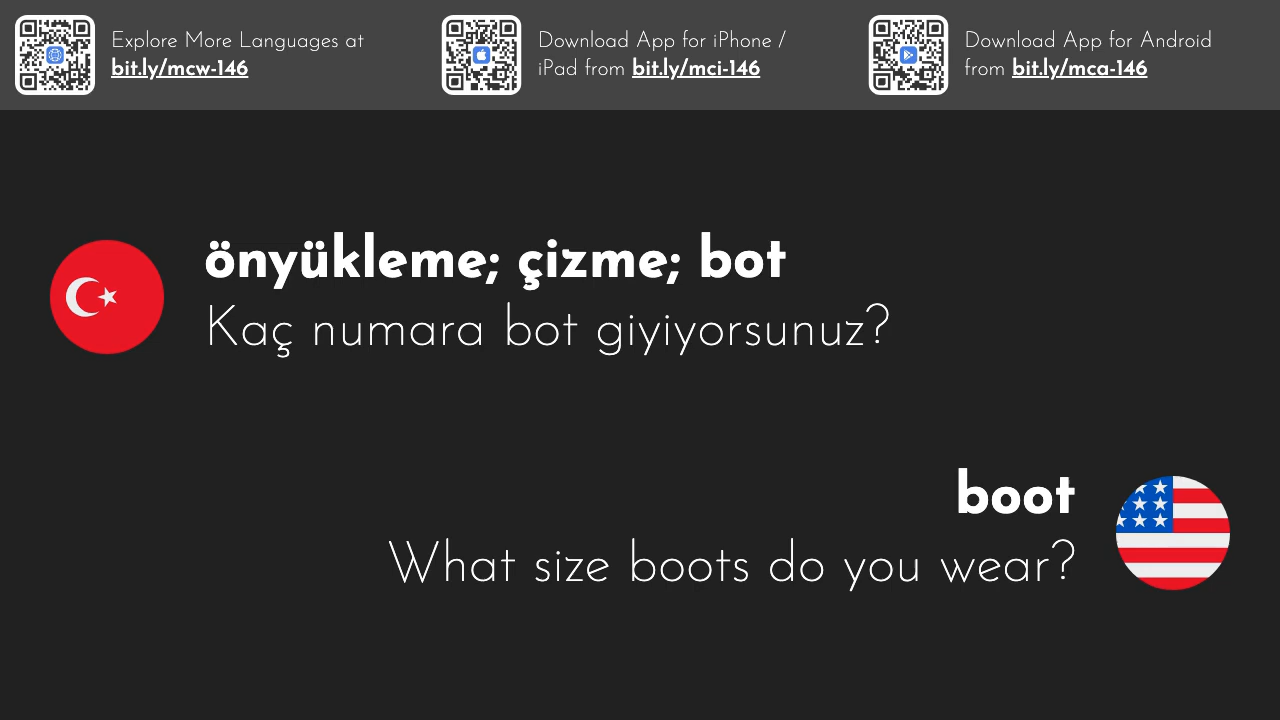 Explore More Languages at
bit.ly/mcw-146
Download App for iPhone /
iPad from bit.ly/mci-146
Download App for Android
from bit.ly/mca-146
önyükleme; çizme; bot
Kaç numara bot giyiyorsunuz?
boot
What size boots do you wear?